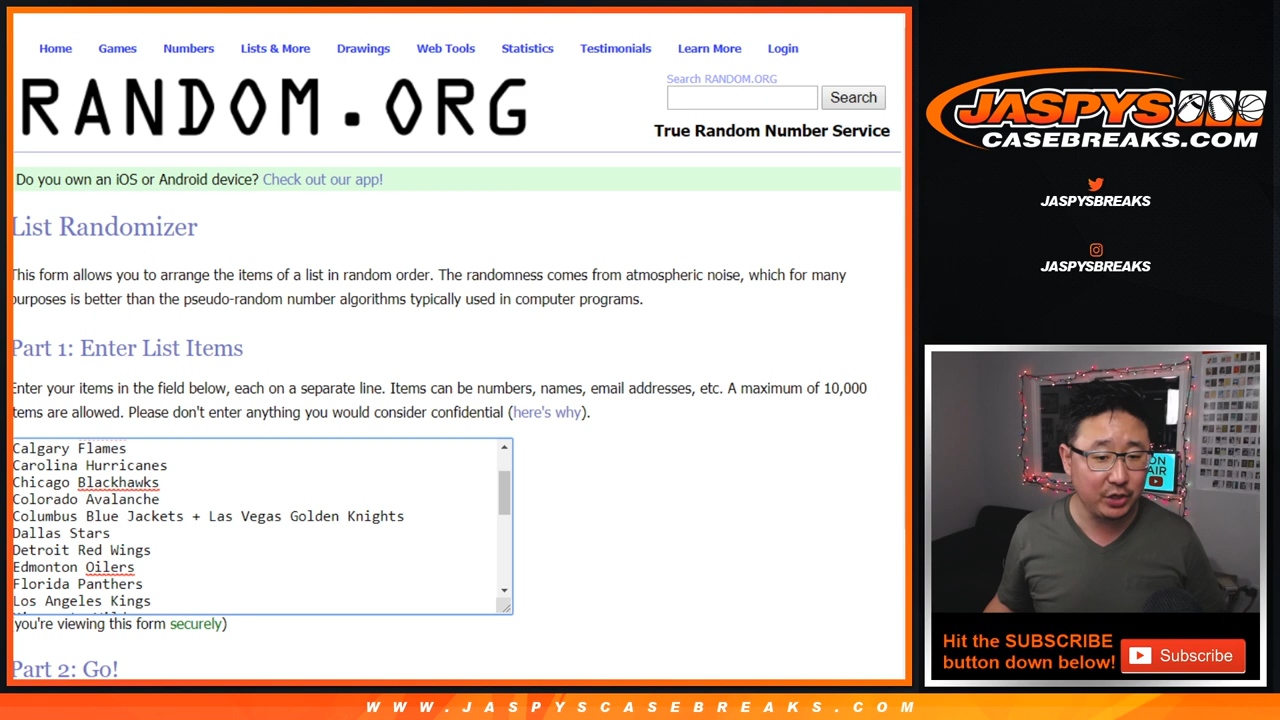 Home Games Numbers Lists & More Drawings Web Tools Statistics Testimonials Learn More Login
RANDOM.ORG
Search RANDOM.ORG
Search
True Random Number Service
Do you own an iOS or Android device? Check out our app!
List Randomizer
This form allows you to arrange the items of a list in random order. The randomness comes from atmospheric noise, which for many
purposes is better than the pseudo-random number algorithms typically used in computer programs.
Part 1: Enter List Items
Enter your items in the field below, each on a separate line. Items can be numbers, names, email addresses, etc. A maximum of 10,000
items are allowed. Please don't enter anything you would consider confidential (here's why).
Calgary Flames
Carolina Hurricanes
Chicago Blackhawks
Colorado Avalanche
Columbus Blue Jackets + Las Vegas Golden Knights
Dallas Stars
Detroit Red Wings
Edmonton Oilers
Florida Panthers
Los Angeles Kings
you're viewing this form securely)
Part 2: Go!
JASPYS
CASEBREAKS.COM
JASPYSBREAKS
JASPYSBREAKS
ON
AIR
Hit the SUBSCRIBE
button down below!
Subscribe
WWW.JASPYSCASEBREAKS.COM